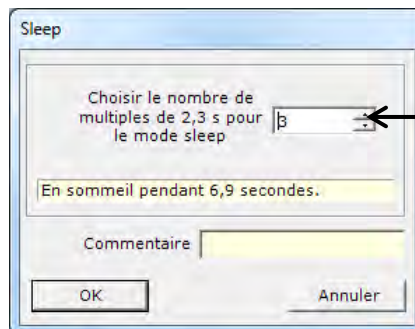 Sleep
Choisir le nombre de
multiples de 2,3 s pour
le mode sleep
3
En sommeil pendant 6,9 secondes.
Commentaire
OK
Annuler